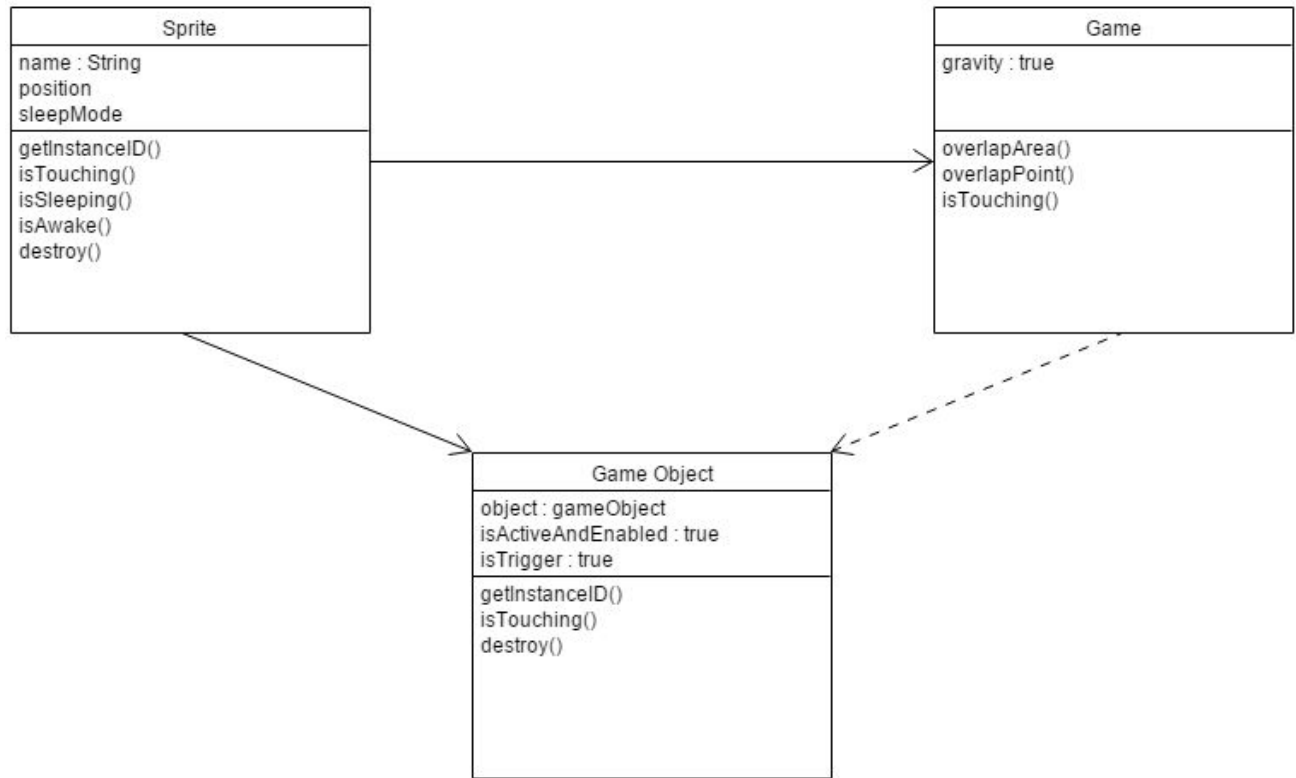 Sprite
name : String
position
sleepMode
getInstanceID()
isTouching()
isSleeping()
isAwake()
destroy()
Game
gravity : true
overlapArea()
overlapPoint()
isTouching()
Game Object
object : gameObject
isActiveAndEnabled : true
isTrigger : true
getInstanceID()
isTouching()
destroy()